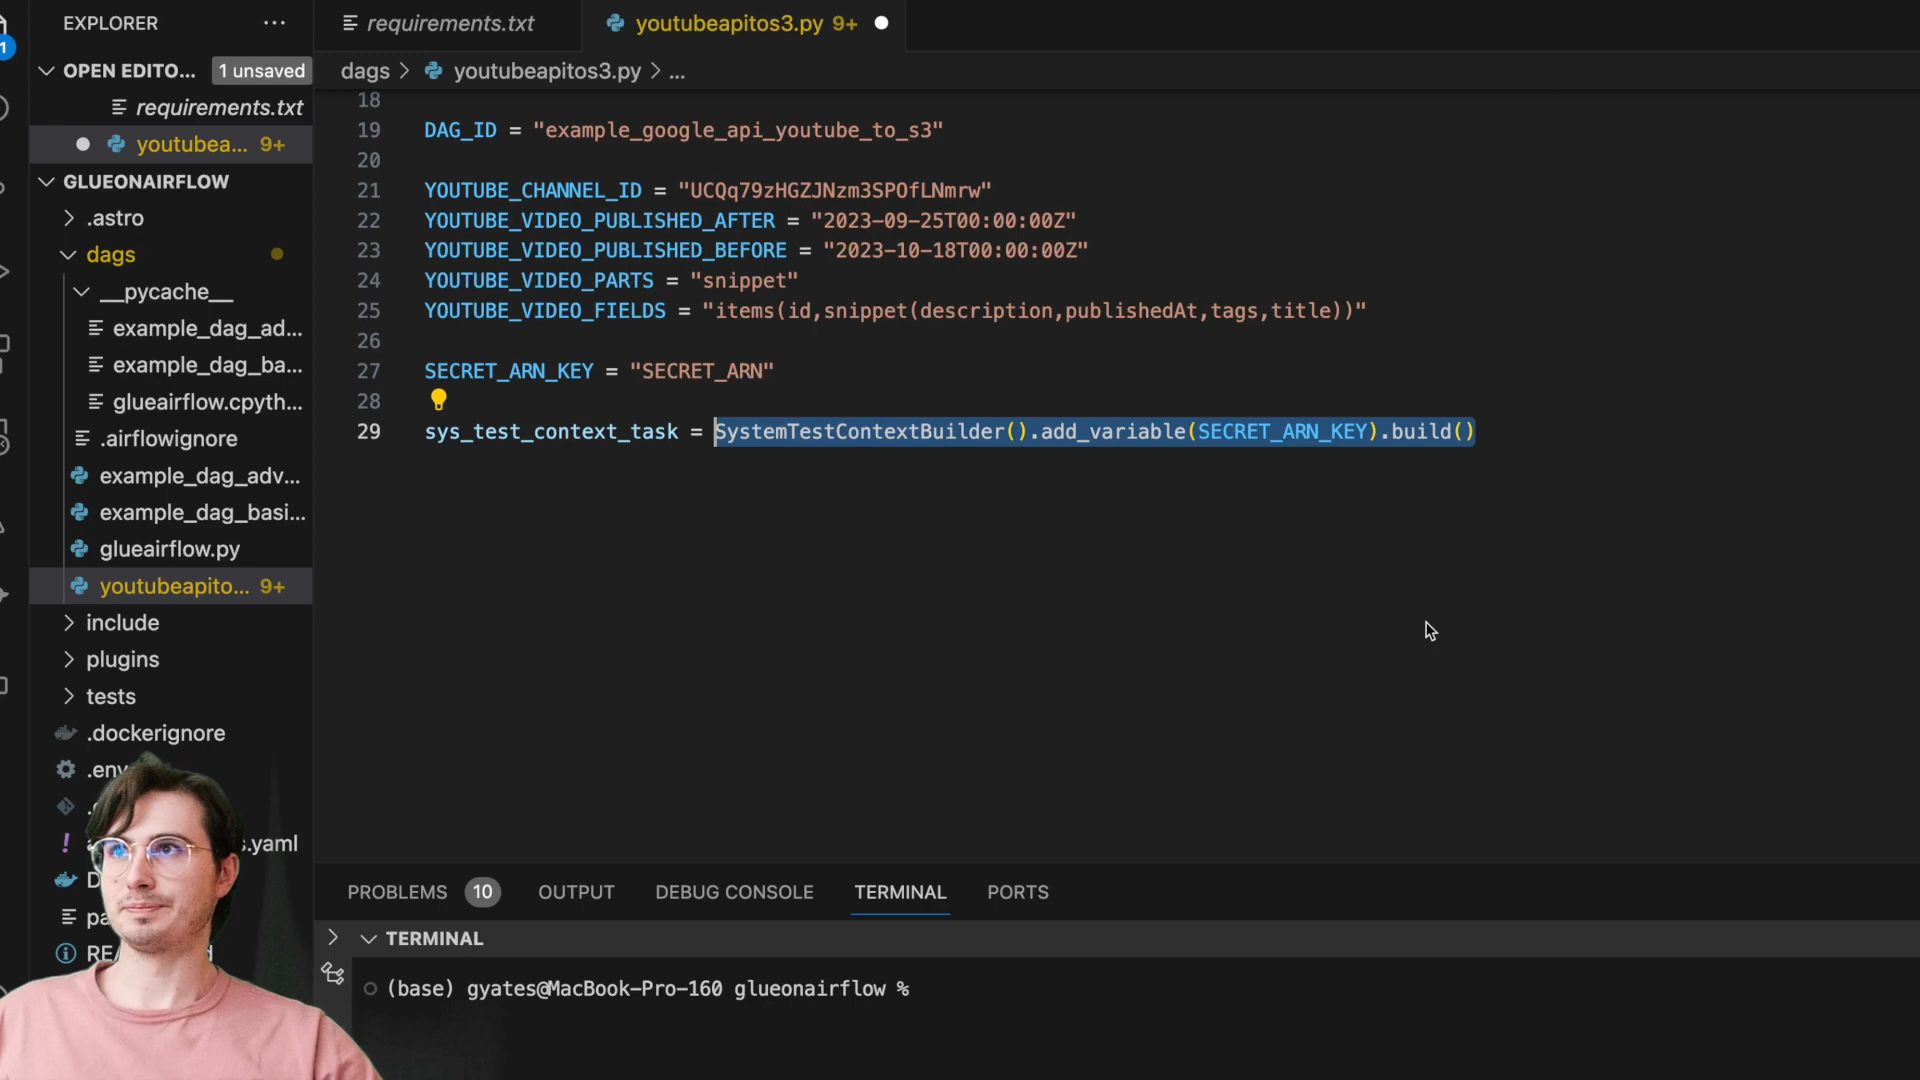 EXPLORER
OPEN EDITO... 1 unsaved
requirements.txt
youtubea... 9+
GLUEONAIRFLOW
.astro
dags
__pycache__
example_dag_ad...
example_dag_ba...
glueairflow.cpyth...
.airflowignore
example_dag_adv...
example_dag_basi...
glueairflow.py
youtubeapito... 9+
include
plugins
tests
.dockerignore
.env
.yaml
1
requirements.txt
youtubeapitos3.py 9+
dags > youtubeapitos3.py > ...
18
19 DAG_ID = "example_google_api_youtube_to_s3"
20
21 YOUTUBE_CHANNEL_ID = "UCQq79zHGZJNzm3SPOfLNmrw"
22 YOUTUBE_VIDEO_PUBLISHED_AFTER = "2023-09-25T00:00:00Z"
23 YOUTUBE_VIDEO_PUBLISHED_BEFORE = "2023-10-18T00:00:00Z"
24 YOUTUBE_VIDEO_PARTS = "snippet"
25 YOUTUBE_VIDEO_FIELDS = "items(id,snippet(description,publishedAt,tags,title))"
26
27 SECRET_ARN_KEY = "SECRET_ARN"
28
29 sys_test_context_task = SystemTestContextBuilder().add_variable(SECRET_ARN_KEY).build()
PROBLEMS 10 OUTPUT DEBUG CONSOLE TERMINAL PORTS
TERMINAL
(base) gyates@MacBook-Pro-160 glueonairflow %